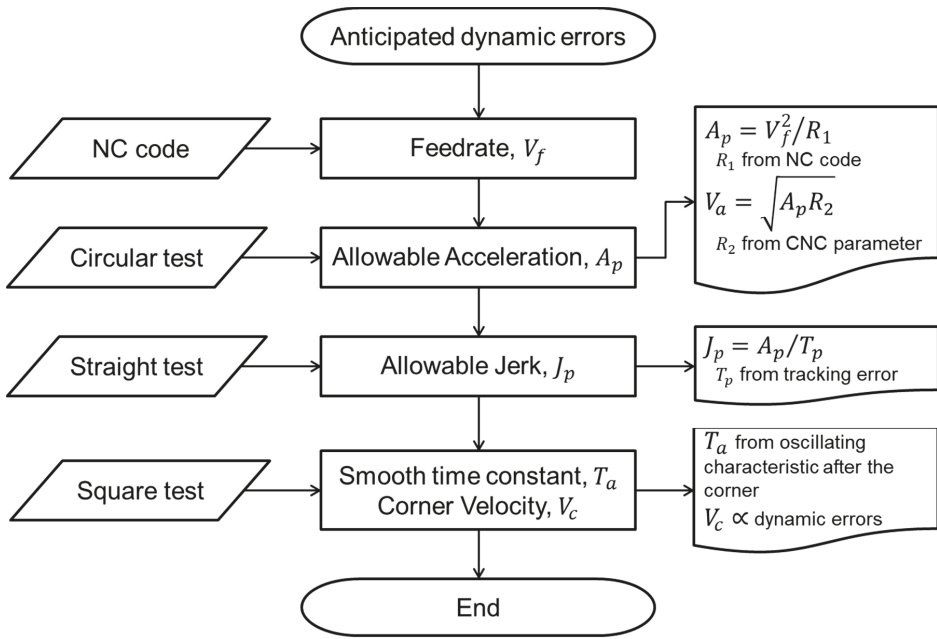 Anticipated dynamic errors
NC code
Feedrate, V_f
A_p = V_f^2/R_1
R_1 from NC code
V_a = √(A_p R_2)
R_2 from CNC parameter
Circular test
Allowable Acceleration, A_p
Straight test
Allowable Jerk, J_p
J_p = A_p/T_p
T_p from tracking error
Square test
Smooth time constant, T_a
Corner Velocity, V_c
T_a from oscillating
characteristic after the
corner
V_c ∝ dynamic errors
End